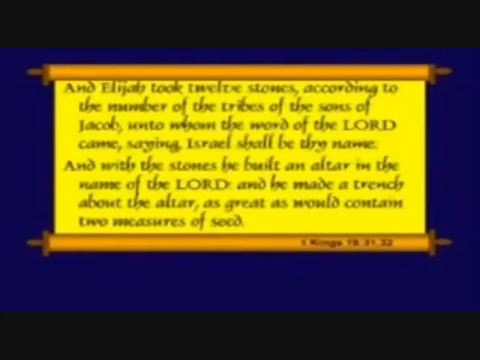 And Elijah took twelve stones, according to
the number of the tribes of the sons of
Jacob, unto whom the word of the LORD
came, saying, Israel shall be thy name:
And with the stones he built an altar in the
name of the LORD: and he made a trench
about the altar, as great as would contain
two measures of seed.
1 Kings 18:31,32